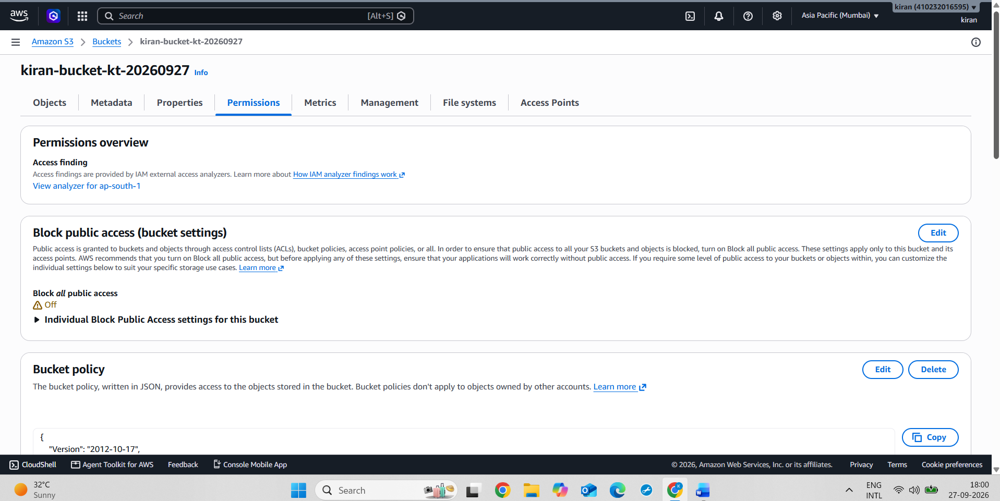 aws
Search
[Alt+S]
Asia Pacific (Mumbai)
kiran (410232016595)
kiran
Amazon S3
Buckets
kiran-bucket-kt-20260927
kiran-bucket-kt-20260927 Info
Objects
Metadata
Properties
Permissions
Metrics
Management
File systems
Access Points
Permissions overview
Access finding
Access findings are provided by IAM external access analyzers. Learn more about How IAM analyzer findings work
View analyzer for ap-south-1
Block public access (bucket settings)
Edit
Public access is granted to buckets and objects through access control lists (ACLs), bucket policies, access point policies, or all. In order to ensure that public access to all your S3 buckets and objects is blocked, turn on Block all public access. These settings apply only to this bucket and its
access points. AWS recommends that you turn on Block all public access, but before applying any of these settings, ensure that your applications will work correctly without public access. If you require some level of public access to your buckets or objects within, you can customize the
individual settings below to suit your specific storage use cases. Learn more
Block all public access
Off
Individual Block Public Access settings for this bucket
Bucket policy
Edit
Delete
The bucket policy, written in JSON, provides access to the objects stored in the bucket. Bucket policies don't apply to objects owned by other accounts. Learn more
{
"Version": "2012-10-17",
Copy
CloudShell
Agent Toolkit for AWS
Feedback
Console Mobile App
© 2026, Amazon Web Services, Inc. or its affiliates.
Privacy
Terms
Cookie preferences
32°C
Sunny
Search
ENG
INTL
18:00
27-09-2026